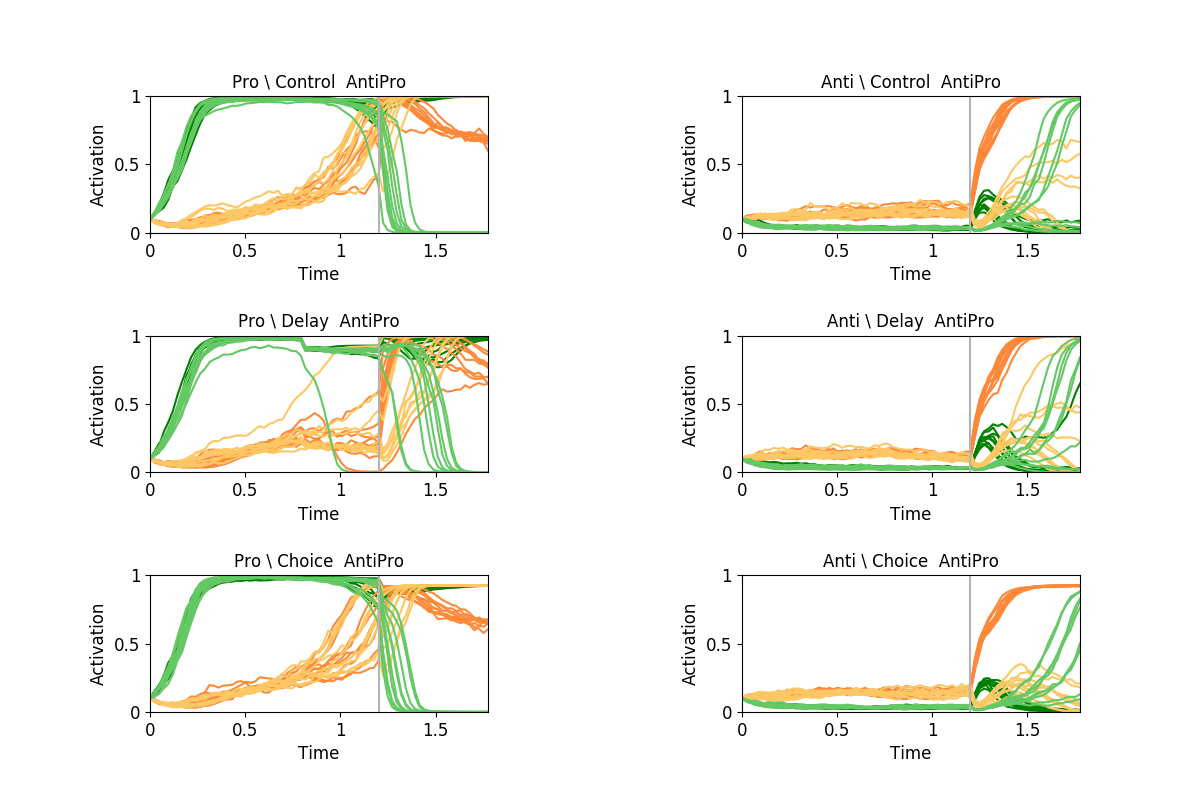 Pro \ Control  AntiPro
1
0.5
0
Activation
0 0.5 1 1.5
Time
Anti \ Control  AntiPro
1
0.5
0
Activation
0 0.5 1 1.5
Time
Pro \ Delay  AntiPro
1
0.5
0
Activation
0 0.5 1 1.5
Time
Anti \ Delay  AntiPro
1
0.5
0
Activation
0 0.5 1 1.5
Time
Pro \ Choice  AntiPro
1
0.5
0
Activation
0 0.5 1 1.5
Time
Anti \ Choice  AntiPro
1
0.5
0
Activation
0 0.5 1 1.5
Time